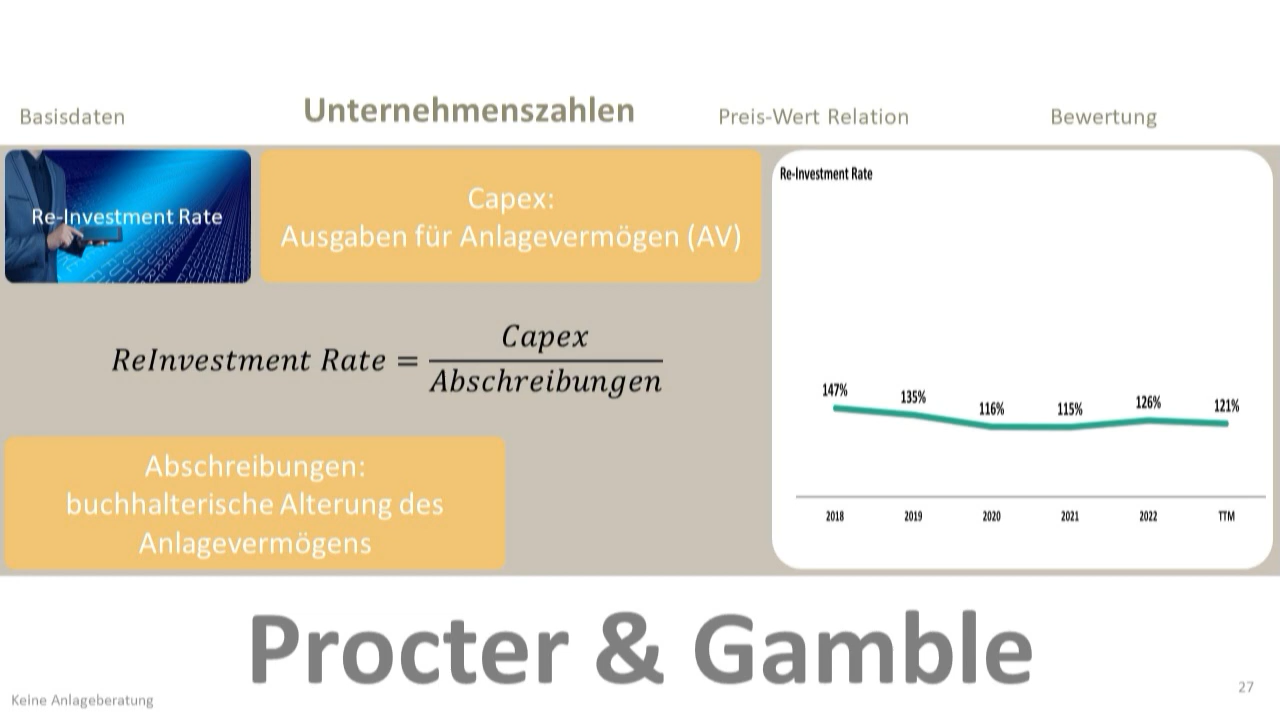 Basisdaten
Unternehmenszahlen
Preis-Wert Relation
Bewertung
Re-Investment Rate
Capex:
Ausgaben für Anlagevermögen (AV)
ReInvestment Rate = Capex / Abschreibungen
Abschreibungen:
buchhalterische Alterung des
Anlagevermögens
Re-Investment Rate
147% 135% 116% 115% 126% 121%
2018 2019 2020 2021 2022 TTM
Procter & Gamble
Keine Anlageberatung
27